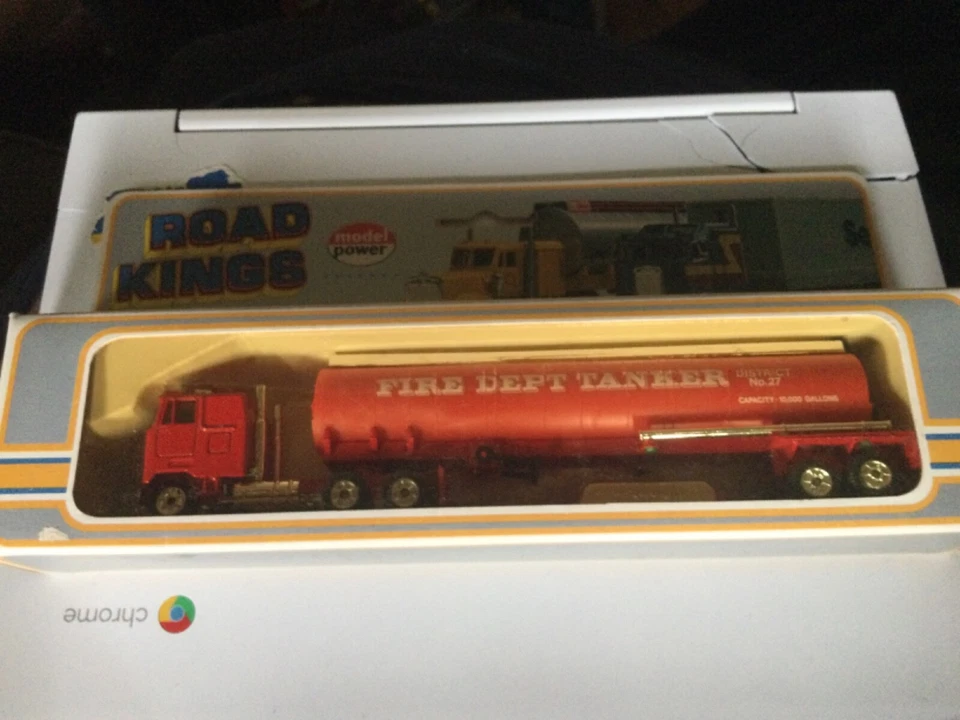 ROAD
KINGS
model
power
FIRE DEPT TANKER
DISTRICT
No.27
CAPACITY 10,000 GALLONS
chrome